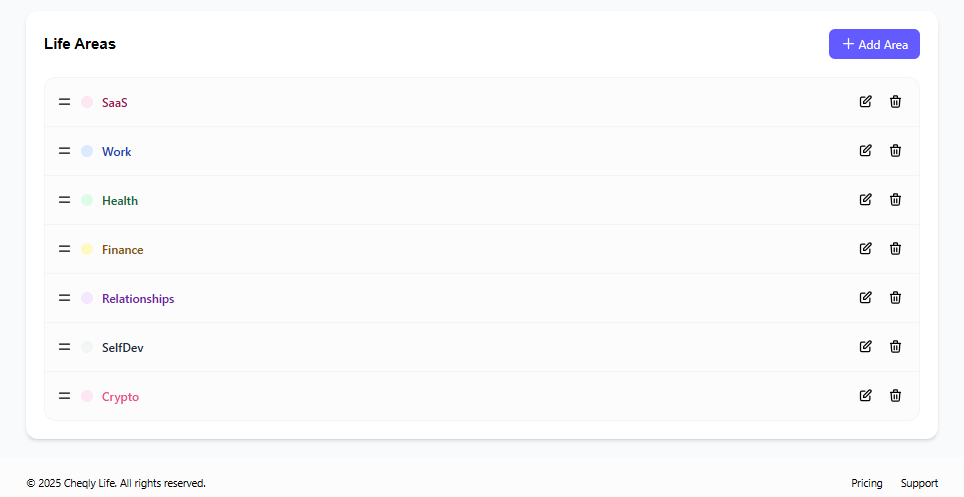 Life Areas
Add Area
SaaS
Work
Health
Finance
Relationships
SelfDev
Crypto
© 2025 Cheqly Life. All rights reserved.
Pricing Support